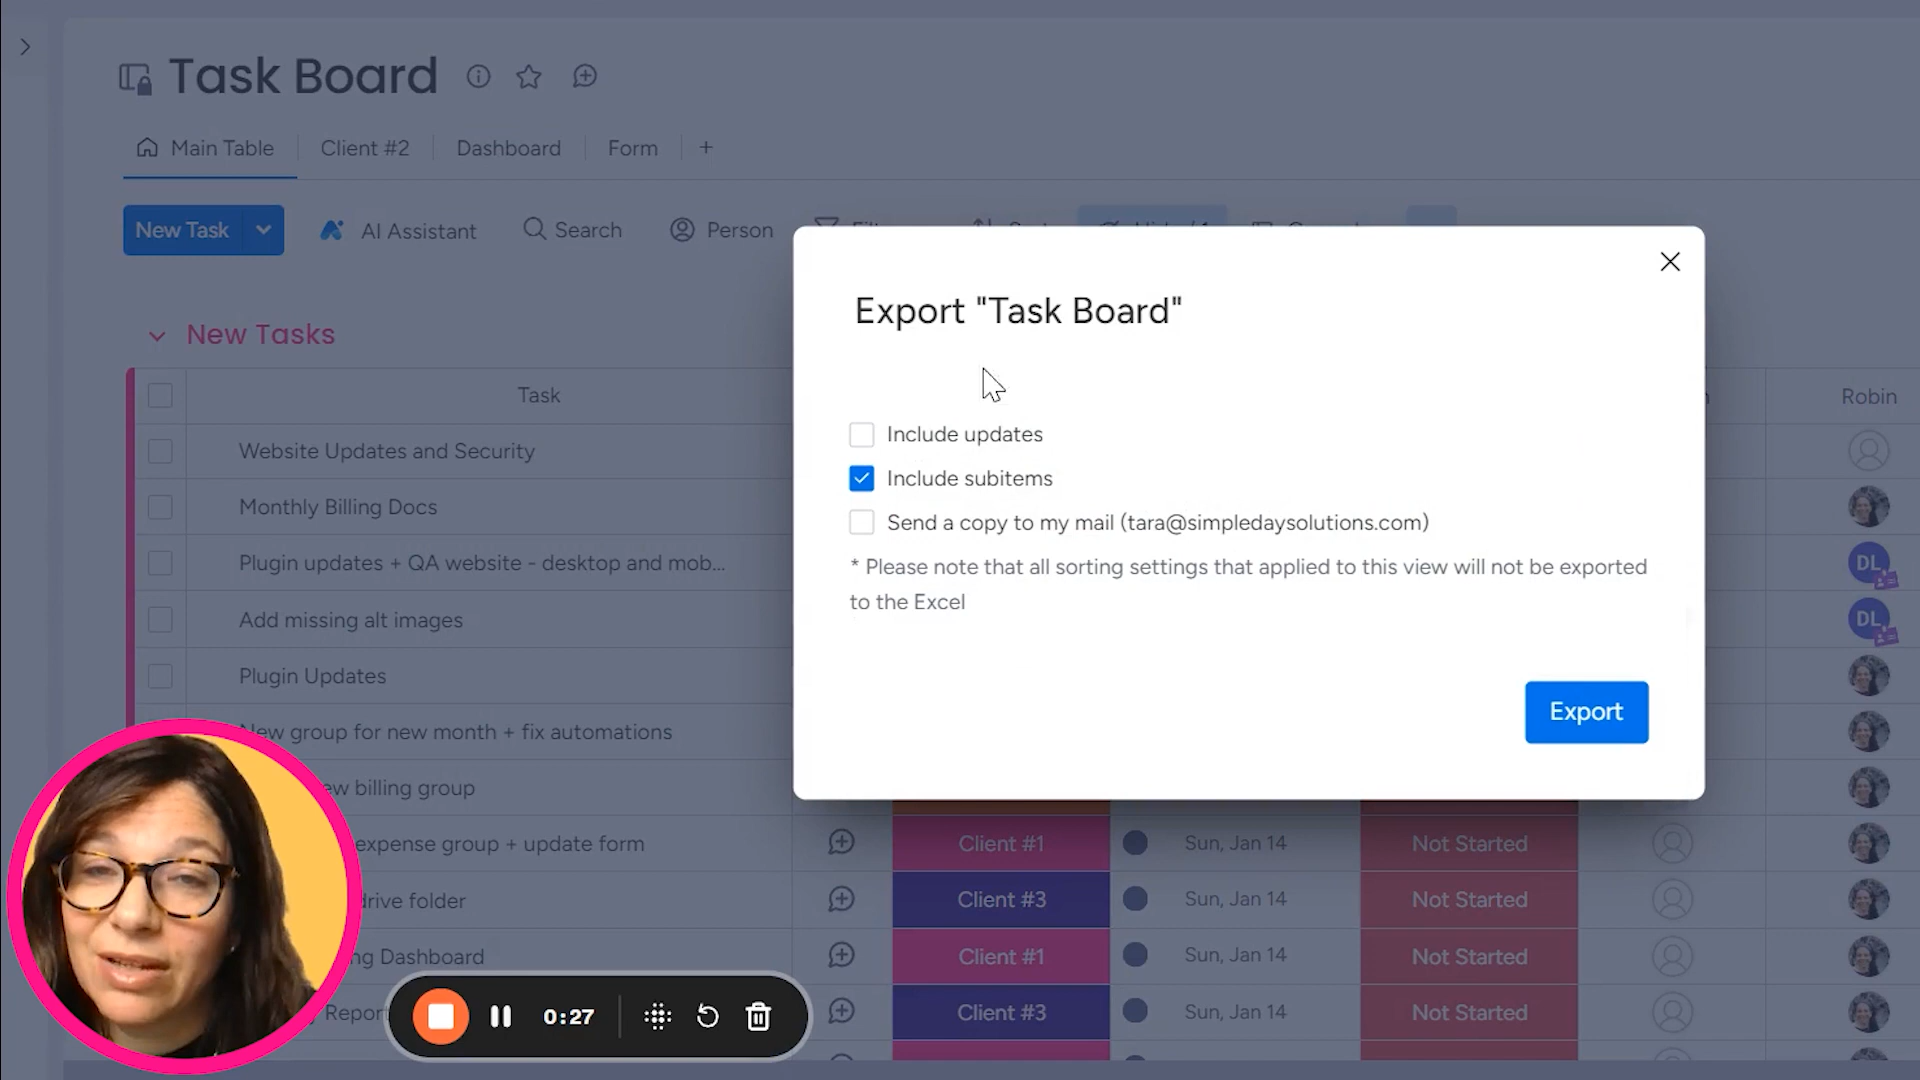 Task Board
Main Table
Client #2
Dashboard
Form
New Task
AI Assistant
Search
Person
New Tasks
Task
Robin
Website Updates and Security
Monthly Billing Docs
Plugin updates + QA website - desktop and mob...
DL
Add missing alt images
DL
Plugin Updates
New group for new month + fix automations
billing group
expense group + update form
Client #1
Sun, Jan 14
Not Started
drive folder
Client #3
Sun, Jan 14
Not Started
Dashboard
Client #1
Sun, Jan 14
Not Started
Client #3
Sun, Jan 14
Not Started
Export "Task Board"
Include updates
Include subitems
Send a copy to my mail (tara@simpledaysolutions.com)
* Please note that all sorting settings that applied to this view will not be exported
to the Excel
Export
0:27